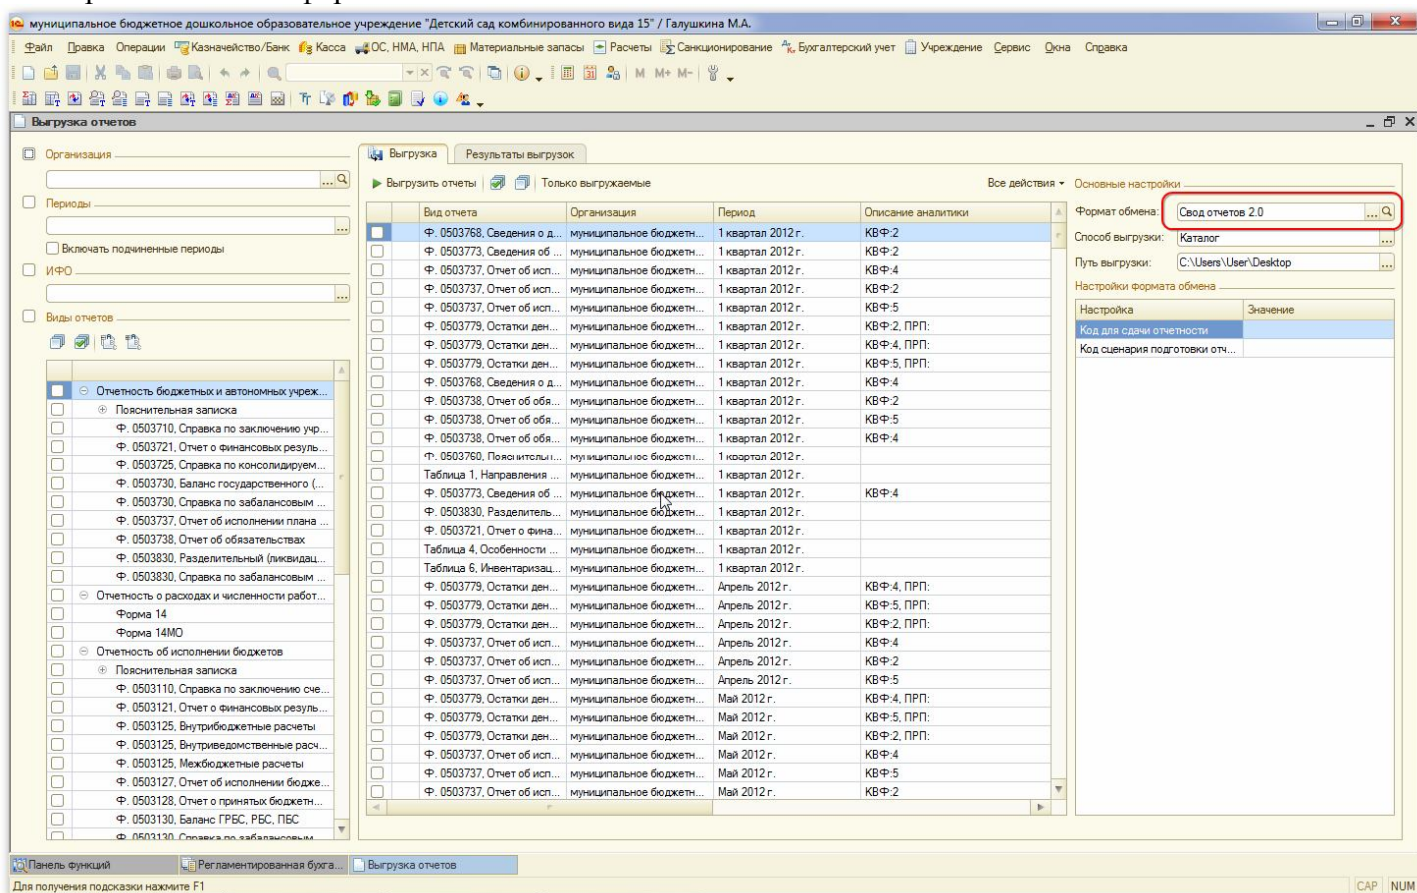 муниципальное бюджетное дошкольное образовательное учреждение "Детский сад комбинированного вида 15" / Галушкина М.А.
Файл Правка Операции Казначейство/Банк Касса ОС, НМА, НПА Материальные запасы Расчеты Санкционирование Бухгалтерский учет Учреждение Сервис Окна Справка
M M+ M-
Выгрузка отчетов
Организация
Периоды
Включать подчиненные периоды
ИФО
Виды отчетов
Отчетность бюджетных и автономных учреж...
Пояснительная записка
Ф. 0503710, Справка по заключению учр...
Ф. 0503721, Отчет о финансовых резуль...
Ф. 0503725, Справка по консолидируем...
Ф. 0503730, Баланс государственного (...
Ф. 0503730, Справка по забалансовым ...
Ф. 0503737, Отчет об исполнении плана ...
Ф. 0503738, Отчет об обязательствах
Ф. 0503830, Разделительный (ликвидац...
Ф. 0503830, Справка по забалансовым ...
Отчетность о расходах и численности работ...
Форма 14
Форма 14МО
Отчетность об исполнении бюджетов
Пояснительная записка
Ф. 0503110, Справка по заключению сче...
Ф. 0503121, Отчет о финансовых резуль...
Ф. 0503125, Внутрибюджетные расчеты
Ф. 0503125, Внутриведомственные расч...
Ф. 0503125, Межбюджетные расчеты
Ф. 0503127, Отчет об исполнении бюдже...
Ф. 0503128, Отчет о принятых бюджетн...
Ф. 0503130, Баланс ГРБС, РБС, ПБС
Ф. 0503130, Справка по забалансовым
Выгрузка Результаты выгрузок
Выгрузить отчеты Только выгружаемые Все действия
Вид отчета Организация Период Описание аналитики
Ф. 0503768, Сведения о д... муниципальное бюджетн... 1 квартал 2012 г. КВФ:2
Ф. 0503773, Сведения об ... муниципальное бюджетн... 1 квартал 2012 г. КВФ:2
Ф. 0503737, Отчет об исп... муниципальное бюджетн... 1 квартал 2012 г. КВФ:4
Ф. 0503737, Отчет об исп... муниципальное бюджетн... 1 квартал 2012 г. КВФ:2
Ф. 0503737, Отчет об исп... муниципальное бюджетн... 1 квартал 2012 г. КВФ:5
Ф. 0503779, Остатки ден... муниципальное бюджетн... 1 квартал 2012 г. КВФ:2, ПРП:
Ф. 0503779, Остатки ден... муниципальное бюджетн... 1 квартал 2012 г. КВФ:4, ПРП:
Ф. 0503779, Остатки ден... муниципальное бюджетн... 1 квартал 2012 г. КВФ:5, ПРП:
Ф. 0503768, Сведения о д... муниципальное бюджетн... 1 квартал 2012 г. КВФ:4
Ф. 0503738, Отчет об обя... муниципальное бюджетн... 1 квартал 2012 г. КВФ:2
Ф. 0503738, Отчет об обя... муниципальное бюджетн... 1 квартал 2012 г. КВФ:5
Ф. 0503738, Отчет об обя... муниципальное бюджетн... 1 квартал 2012 г. КВФ:4
Ф. 0503760, Пояснительн... муниципальное бюджетн... 1 квартал 2012 г.
Таблица 1, Направления ... муниципальное бюджетн... 1 квартал 2012 г.
Ф. 0503773, Сведения об ... муниципальное бюджетн... 1 квартал 2012 г. КВФ:4
Ф. 0503830, Разделитель... муниципальное бюджетн... 1 квартал 2012 г.
Ф. 0503721, Отчет о фина... муниципальное бюджетн... 1 квартал 2012 г.
Таблица 4, Особенности ... муниципальное бюджетн... 1 квартал 2012 г.
Таблица 6, Инвентаризац... муниципальное бюджетн... 1 квартал 2012 г.
Ф. 0503779, Остатки ден... муниципальное бюджетн... Апрель 2012 г. КВФ:4, ПРП:
Ф. 0503779, Остатки ден... муниципальное бюджетн... Апрель 2012 г. КВФ:5, ПРП:
Ф. 0503779, Остатки ден... муниципальное бюджетн... Апрель 2012 г. КВФ:2, ПРП:
Ф. 0503737, Отчет об исп... муниципальное бюджетн... Апрель 2012 г. КВФ:4
Ф. 0503737, Отчет об исп... муниципальное бюджетн... Апрель 2012 г. КВФ:2
Ф. 0503737, Отчет об исп... муниципальное бюджетн... Апрель 2012 г. КВФ:5
Ф. 0503779, Остатки ден... муниципальное бюджетн... Май 2012 г. КВФ:4, ПРП:
Ф. 0503779, Остатки ден... муниципальное бюджетн... Май 2012 г. КВФ:5, ПРП:
Ф. 0503779, Остатки ден... муниципальное бюджетн... Май 2012 г. КВФ:2, ПРП:
Ф. 0503737, Отчет об исп... муниципальное бюджетн... Май 2012 г. КВФ:4
Ф. 0503737, Отчет об исп... муниципальное бюджетн... Май 2012 г. КВФ:5
Ф. 0503737, Отчет об исп... муниципальное бюджетн... Май 2012 г. КВФ:2
Основные настройки
Формат обмена: Свод отчетов 2.0
Способ выгрузки: Каталог
Путь выгрузки: C:\Users\User\Desktop
Настройки формата обмена
Настройка Значение
Код для сдачи отчетности
Код сценария подготовки отч...
Панель функций Регламентированная бухга... Выгрузка отчетов
Для получения подсказки нажмите F1 CAP NUM